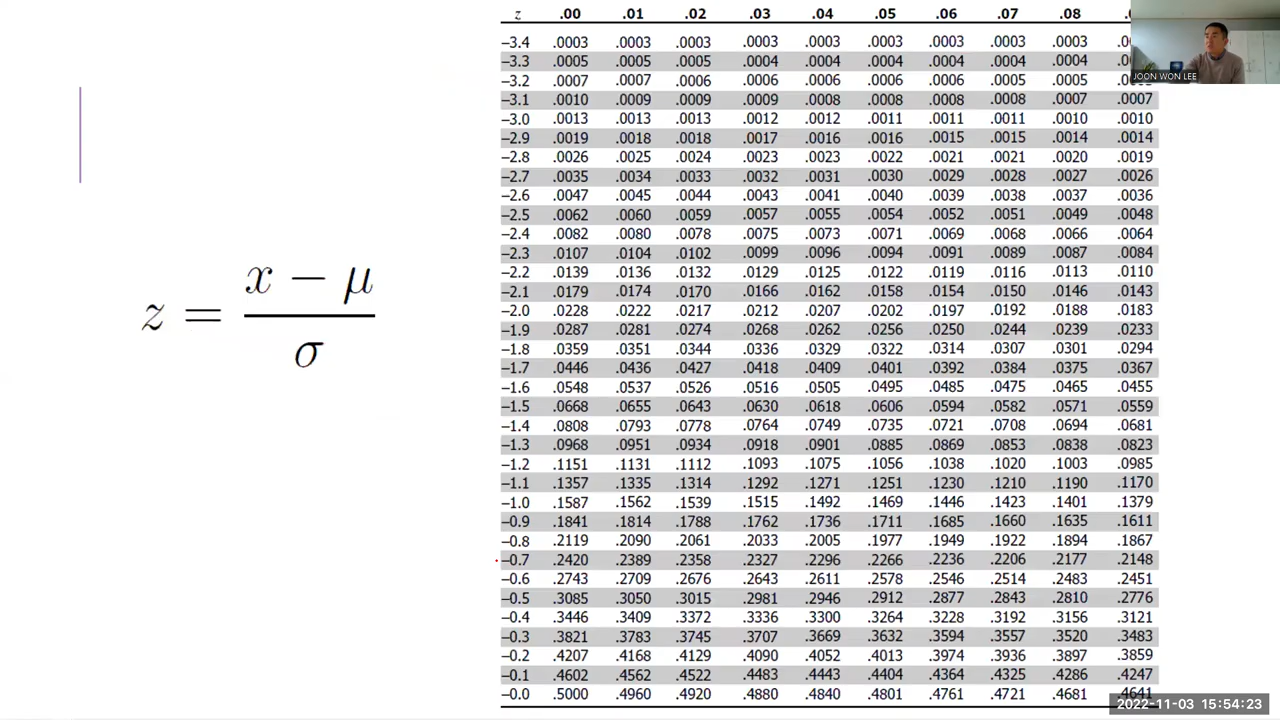 z .00 .01 .02 .03 .04 .05 .06 .07 .08
JOON WON LEE
–3.4 .0003 .0003 .0003 .0003 .0003 .0003 .0003 .0003 .0003
–3.3 .0005 .0005 .0005 .0004 .0004 .0004 .0004 .0004 .0004
–3.2 .0007 .0007 .0006 .0006 .0006 .0006 .0006 .0005 .0005
–3.1 .0010 .0009 .0009 .0009 .0008 .0008 .0008 .0008 .0007 .0007
–3.0 .0013 .0013 .0013 .0012 .0012 .0011 .0011 .0011 .0010 .0010
–2.9 .0019 .0018 .0018 .0017 .0016 .0016 .0015 .0015 .0014 .0014
–2.8 .0026 .0025 .0024 .0023 .0023 .0022 .0021 .0021 .0020 .0019
–2.7 .0035 .0034 .0033 .0032 .0031 .0030 .0029 .0028 .0027 .0026
–2.6 .0047 .0045 .0044 .0043 .0041 .0040 .0039 .0038 .0037 .0036
–2.5 .0062 .0060 .0059 .0057 .0055 .0054 .0052 .0051 .0049 .0048
–2.4 .0082 .0080 .0078 .0075 .0073 .0071 .0069 .0068 .0066 .0064
–2.3 .0107 .0104 .0102 .0099 .0096 .0094 .0091 .0089 .0087 .0084
–2.2 .0139 .0136 .0132 .0129 .0125 .0122 .0119 .0116 .0113 .0110
–2.1 .0179 .0174 .0170 .0166 .0162 .0158 .0154 .0150 .0146 .0143
–2.0 .0228 .0222 .0217 .0212 .0207 .0202 .0197 .0192 .0188 .0183
–1.9 .0287 .0281 .0274 .0268 .0262 .0256 .0250 .0244 .0239 .0233
–1.8 .0359 .0351 .0344 .0336 .0329 .0322 .0314 .0307 .0301 .0294
–1.7 .0446 .0436 .0427 .0418 .0409 .0401 .0392 .0384 .0375 .0367
–1.6 .0548 .0537 .0526 .0516 .0505 .0495 .0485 .0475 .0465 .0455
–1.5 .0668 .0655 .0643 .0630 .0618 .0606 .0594 .0582 .0571 .0559
–1.4 .0808 .0793 .0778 .0764 .0749 .0735 .0721 .0708 .0694 .0681
–1.3 .0968 .0951 .0934 .0918 .0901 .0885 .0869 .0853 .0838 .0823
–1.2 .1151 .1131 .1112 .1093 .1075 .1056 .1038 .1020 .1003 .0985
–1.1 .1357 .1335 .1314 .1292 .1271 .1251 .1230 .1210 .1190 .1170
–1.0 .1587 .1562 .1539 .1515 .1492 .1469 .1446 .1423 .1401 .1379
–0.9 .1841 .1814 .1788 .1762 .1736 .1711 .1685 .1660 .1635 .1611
–0.8 .2119 .2090 .2061 .2033 .2005 .1977 .1949 .1922 .1894 .1867
–0.7 .2420 .2389 .2358 .2327 .2296 .2266 .2236 .2206 .2177 .2148
–0.6 .2743 .2709 .2676 .2643 .2611 .2578 .2546 .2514 .2483 .2451
–0.5 .3085 .3050 .3015 .2981 .2946 .2912 .2877 .2843 .2810 .2776
–0.4 .3446 .3409 .3372 .3336 .3300 .3264 .3228 .3192 .3156 .3121
–0.3 .3821 .3783 .3745 .3707 .3669 .3632 .3594 .3557 .3520 .3483
–0.2 .4207 .4168 .4129 .4090 .4052 .4013 .3974 .3936 .3897 .3859
–0.1 .4602 .4562 .4522 .4483 .4443 .4404 .4364 .4325 .4286 .4247
–0.0 .5000 .4960 .4920 .4880 .4840 .4801 .4761 .4721 .4681 .4641
z = (x − μ) / σ
2022-11-03 15:54:23